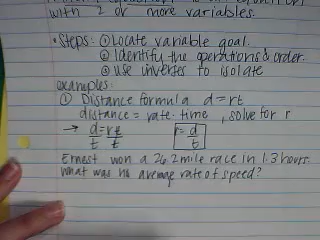 with 2 or more variables.
• Steps: ① Locate variable goal.
② Identify the operations & order.
③ use inverses to isolate
examples:
① Distance formula d=rt
distance = rate · time, solve for r
→ d=rt r= d
t t t
Ernest won a 26.2 mile race in 1.3 hours.
What was his average rate of speed?